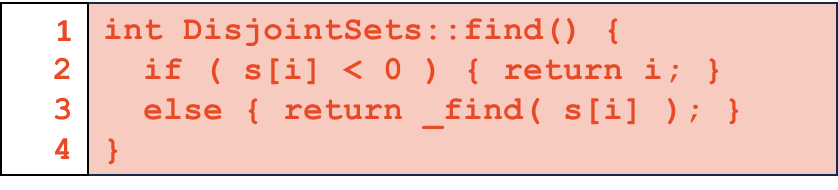 1 int DisjointSets::find() {
2   if ( s[i] < 0 ) { return i; }
3   else { return _find( s[i] ); }
4 }